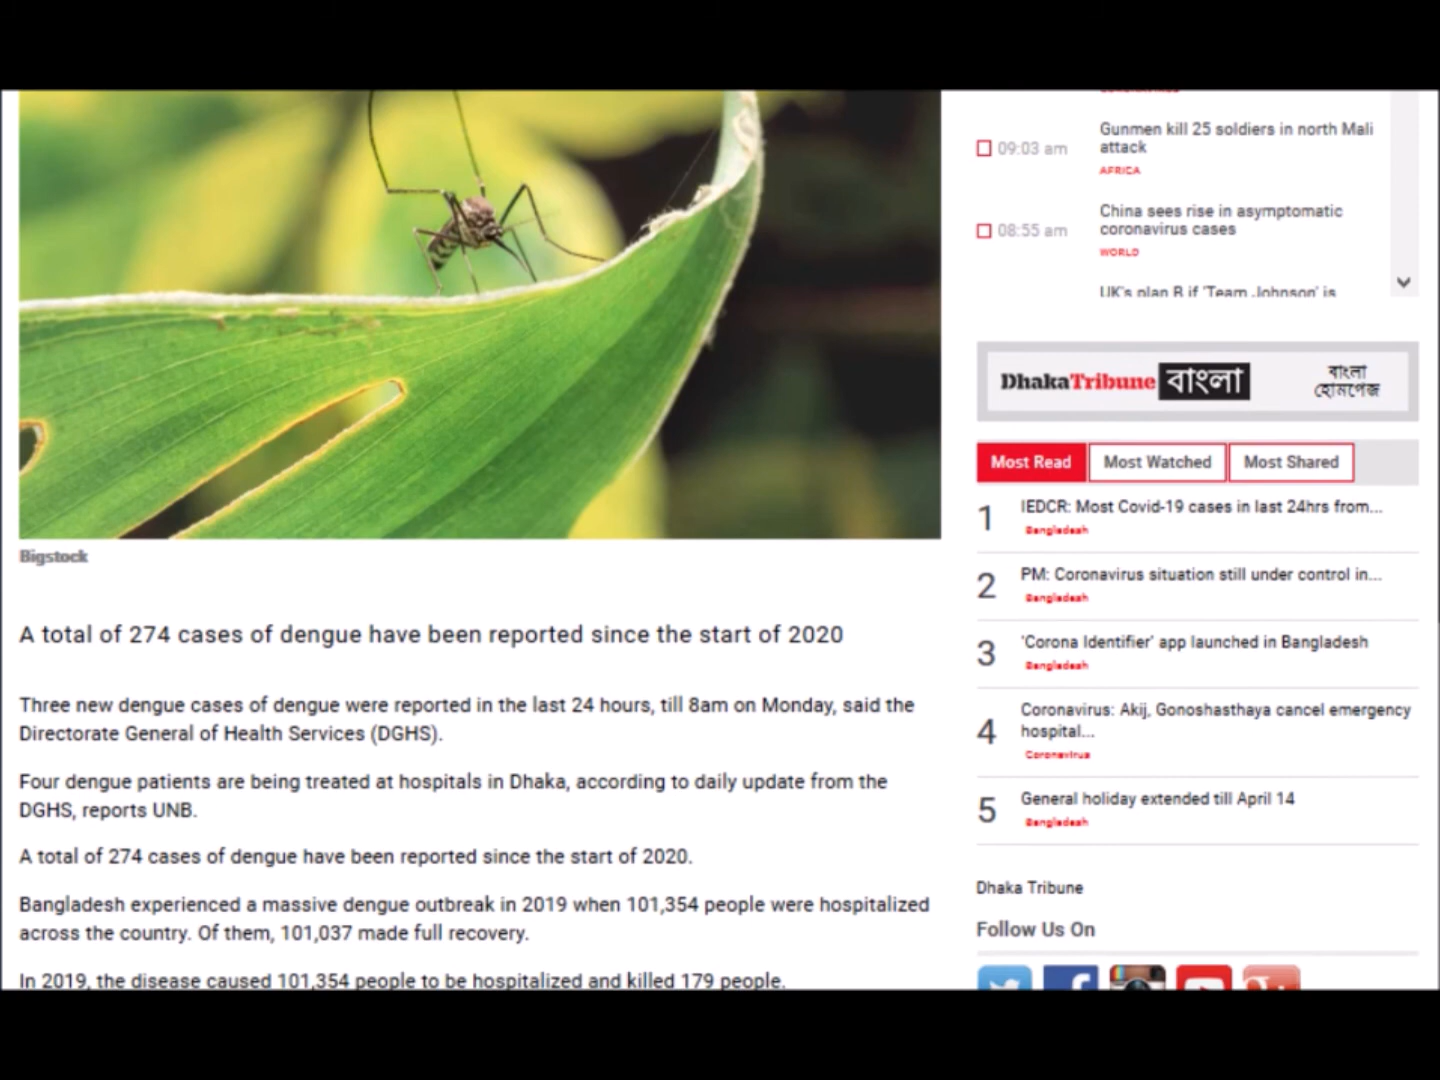 Gunmen kill 25 soldiers in north Mali
09:03 am
attack
AFRICA
China sees rise in asymptomatic
08:55 am
coronavirus cases
WORLD
UK's plan B if 'Team Johnson' is
DhakaTribune বাংলা
বাংলা
হোমপেজ
Most Read Most Watched Most Shared
1 IEDCR: Most Covid-19 cases in last 24hrs from...
Bangladesh
2 PM: Coronavirus situation still under control in...
Bangladesh
3 'Corona Identifier' app launched in Bangladesh
Bangladesh
4 Coronavirus: Akij, Gonoshasthaya cancel emergency
hospital...
Coronavirus
5 General holiday extended till April 14
Bangladesh
Dhaka Tribune
Follow Us On
Bigstock
A total of 274 cases of dengue have been reported since the start of 2020
Three new dengue cases of dengue were reported in the last 24 hours, till 8am on Monday, said the
Directorate General of Health Services (DGHS).
Four dengue patients are being treated at hospitals in Dhaka, according to daily update from the
DGHS, reports UNB.
A total of 274 cases of dengue have been reported since the start of 2020.
Bangladesh experienced a massive dengue outbreak in 2019 when 101,354 people were hospitalized
across the country. Of them, 101,037 made full recovery.
In 2019, the disease caused 101,354 people to be hospitalized and killed 179 people.